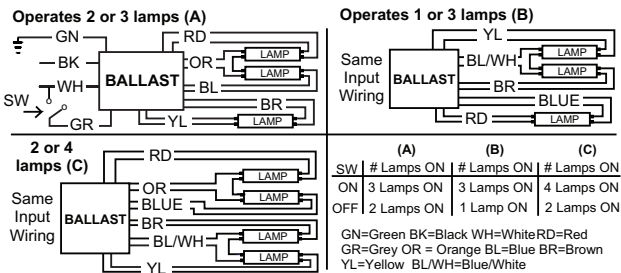 Operates 2 or 3 lamps (A)
GN
RD
BK
OR
LAMP
LAMP
BALLAST
WH
BL
SW
BR
GR
YL
LAMP
Operates 1 or 3 lamps (B)
YL
Same
Input
Wiring
BALLAST
BL/WH
LAMP
LAMP
BR
BLUE
RD
LAMP
2 or 4
lamps (C)
RD
Same
Input
Wiring
BALLAST
OR
LAMP
BLUE
LAMP
BR
BL/WH
LAMP
LAMP
YL
(A) (B) (C)
SW # Lamps ON # Lamps ON # Lamps ON
ON 3 Lamps ON 3 Lamps ON 4 Lamps ON
OFF 2 Lamps ON 1 Lamp ON 2 Lamps ON
GN=Green BK=Black WH=WhiteRD=Red
GR=Grey OR = Orange BL=Blue BR=Brown
YL=Yellow BL/WH=Blue/White